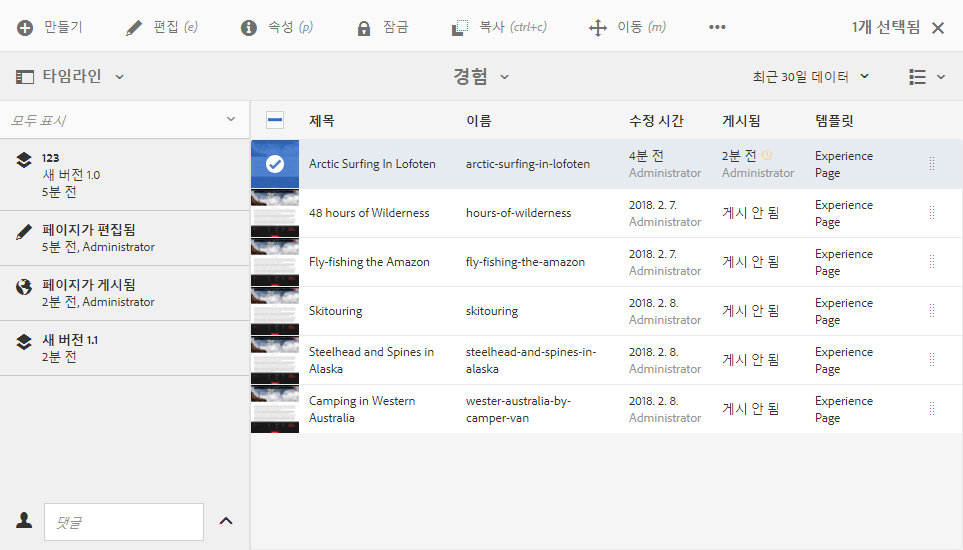 만들기 편집 (e) 속성 (p) 잠금 복사 (ctrl+c) 이동 (m) 1개 선택됨
타임라인 경험 최근 30일 데이터
모두 표시
123
새 버전 1.0
5분 전
페이지가 편집됨
5분 전, Administrator
페이지가 게시됨
2분 전, Administrator
새 버전 1.1
2분 전
댓글
제목 이름 수정 시간 게시됨 템플릿
Arctic Surfing In Lofoten arctic-surfing-in-lofoten 4분 전 2분 전 Experience
Administrator Administrator Page
48 hours of Wilderness hours-of-wilderness 2018. 2. 7. 게시 안 됨 Experience
Administrator Page
Fly-fishing the Amazon fly-fishing-the-amazon 2018. 2. 7. 게시 안 됨 Experience
Administrator Page
Skitouring skitouring 2018. 2. 8. 게시 안 됨 Experience
Administrator Page
Steelhead and Spines in steelhead-and-spines-in- 2018. 2. 8. 게시 안 됨 Experience
Alaska alaska Administrator Page
Camping in Western wester-australia-by- 2018. 2. 8. 게시 안 됨 Experience
Australia camper-van Administrator Page